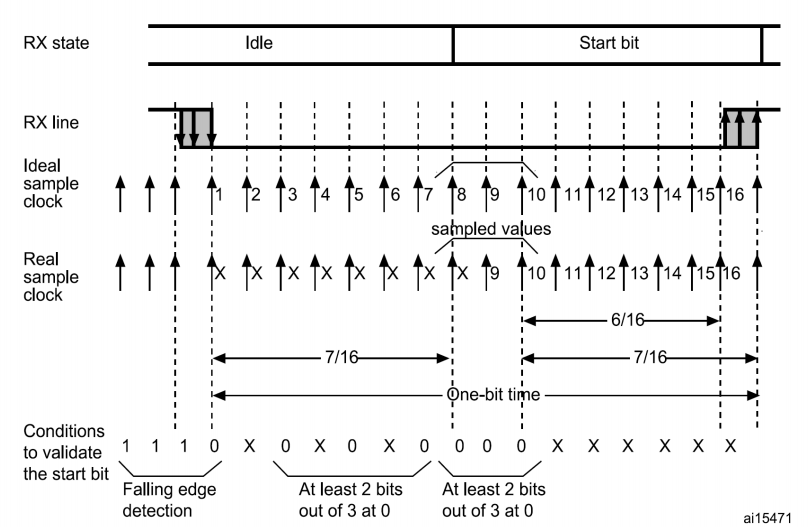 RX state Idle Start bit
RX line
Ideal
sample
clock
1 2 3 4 5 6 7 8 9 10 11 12 13 14 15 16
sampled values
Real
sample
clock
X X X X X X X X 9 10 11 12 13 14 15 16
6/16
7/16 7/16
One-bit time
Conditions
to validate
the start bit
1 1 1 0 X 0 X 0 X 0 0 0 0 X X X X X X
Falling edge
detection
At least 2 bits
out of 3 at 0
At least 2 bits
out of 3 at 0
ai15471